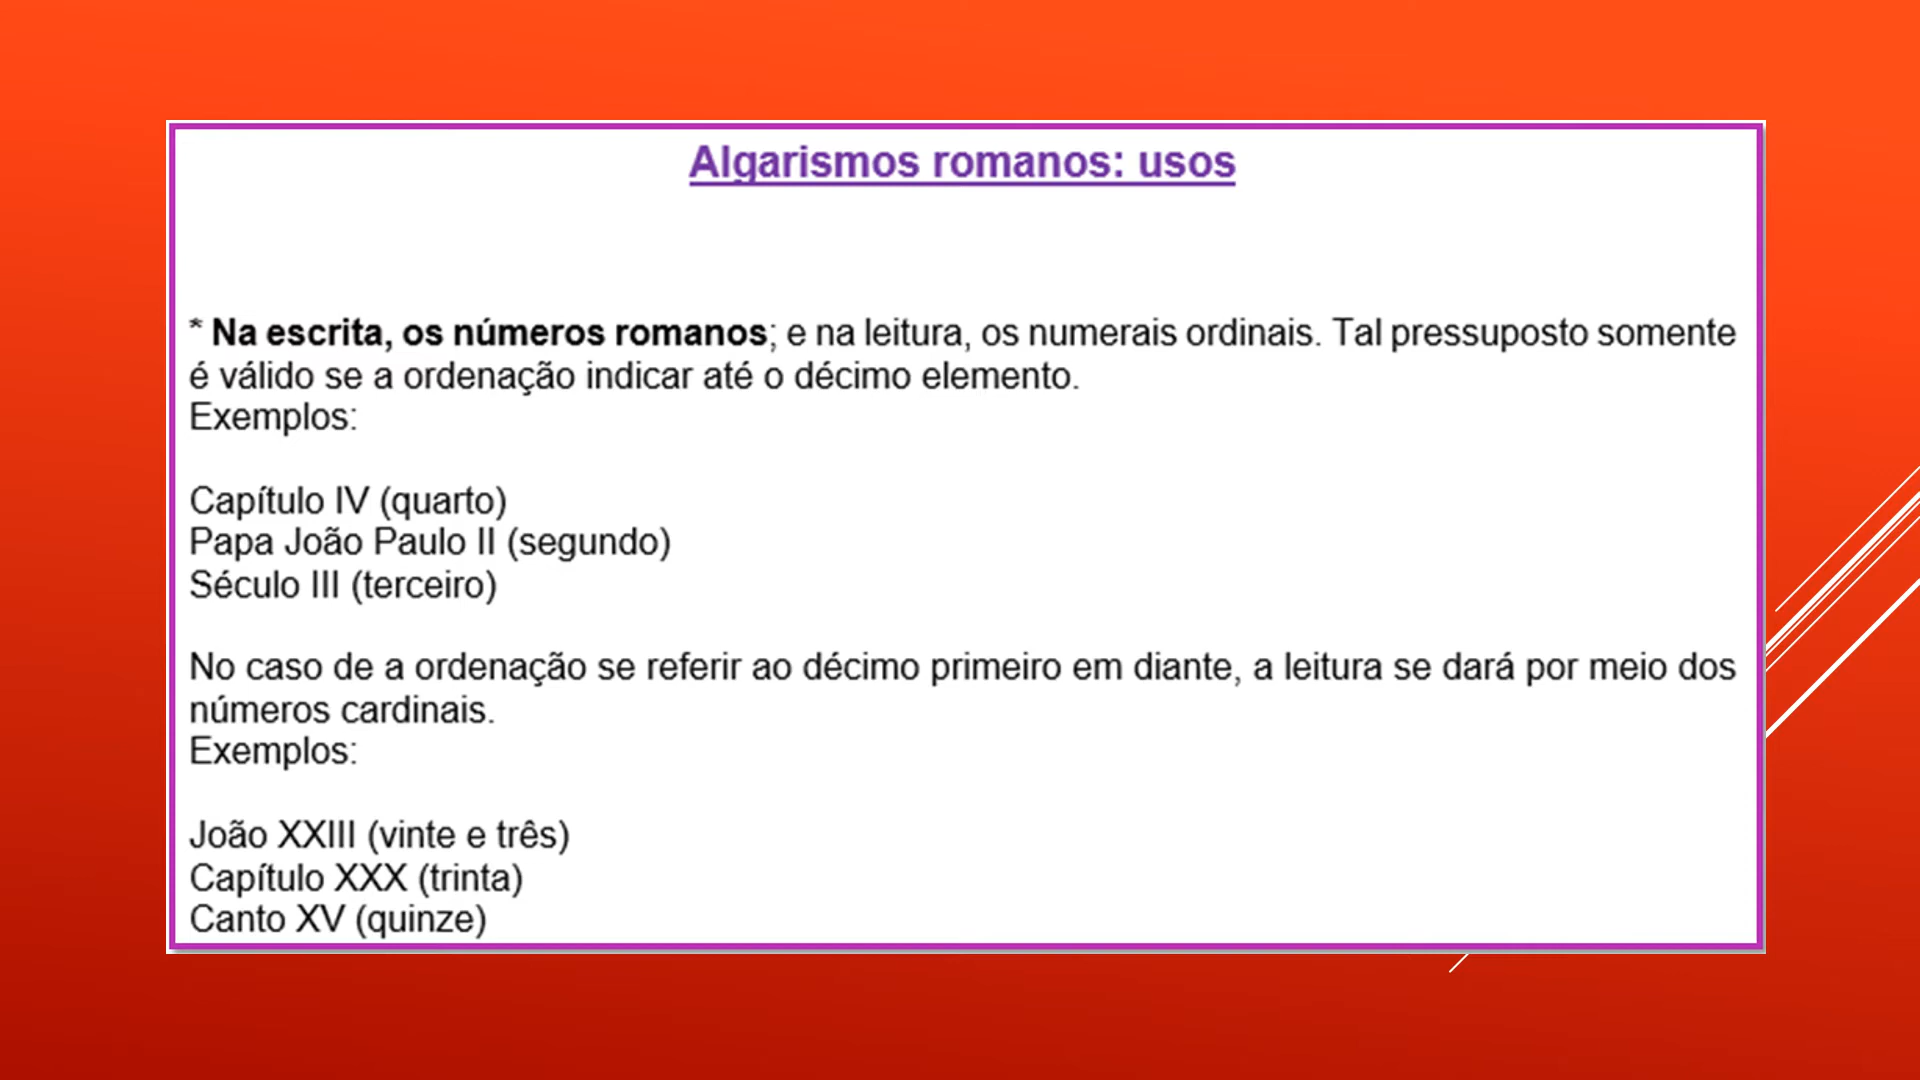 Algarismos romanos: usos
* Na escrita, os números romanos; e na leitura, os numerais ordinais. Tal pressuposto somente
é válido se a ordenação indicar até o décimo elemento.
Exemplos:
Capítulo IV (quarto)
Papa João Paulo II (segundo)
Século III (terceiro)
No caso de a ordenação se referir ao décimo primeiro em diante, a leitura se dará por meio dos
números cardinais.
Exemplos:
João XXIII (vinte e três)
Capítulo XXX (trinta)
Canto XV (quinze)